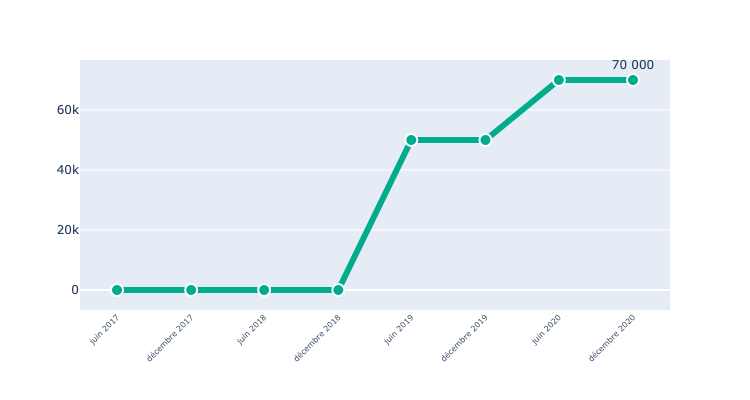 70 000
60k
40k
20k
0
juin 2017
décembre 2017
juin 2018
décembre 2018
juin 2019
décembre 2019
juin 2020
décembre 2020